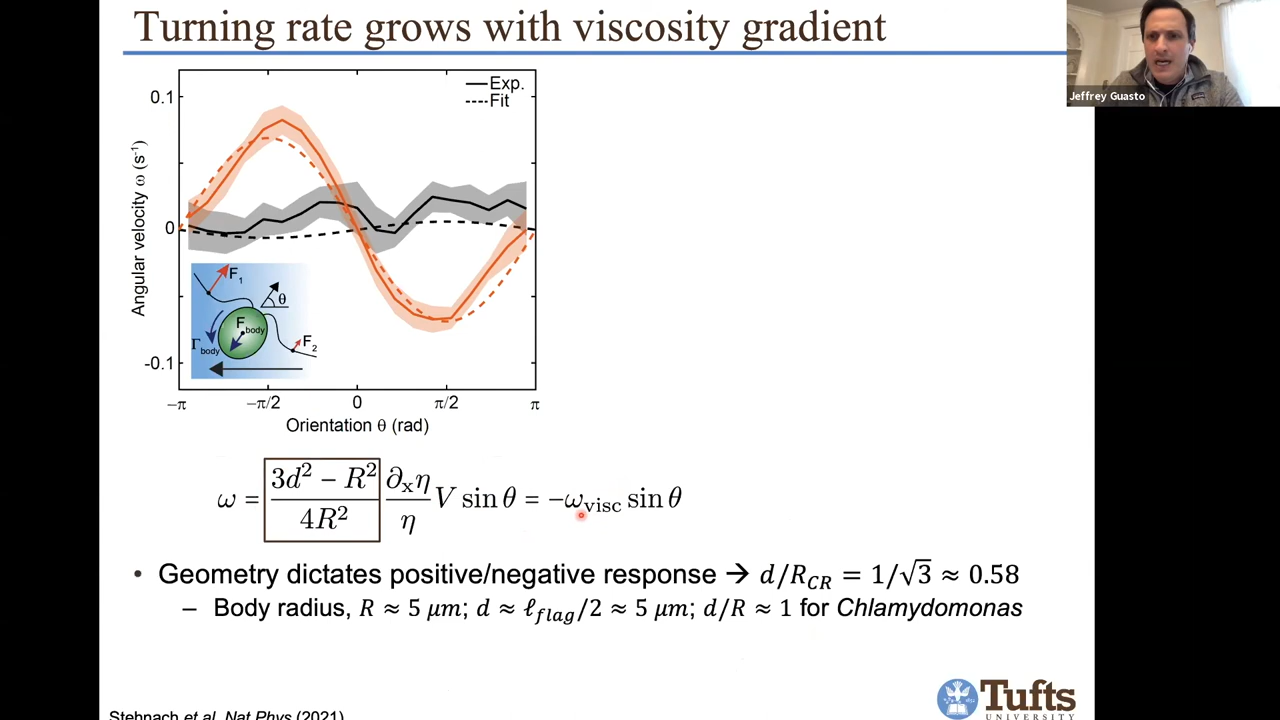 Turning rate grows with viscosity gradient
Jeffrey Guasto
Exp.
Fit
0.1
0
-0.1
Angular velocity ω (s⁻¹)
F₁
θ
F_body
Γ_body
F₂
−π
−π/2
0
π/2
π
Orientation θ (rad)
ω = (3d² − R²)/(4R²) (∂ₓη)/η V sin θ = −ω_visc sin θ
• Geometry dictates positive/negative response → d/R_CR = 1/√3 ≈ 0.58
– Body radius, R ≈ 5 μm; d ≈ ℓ_flag/2 ≈ 5 μm; d/R ≈ 1 for Chlamydomonas
Tufts
UNIVERSITY
Stehnach et al. Nat Phys (2021)